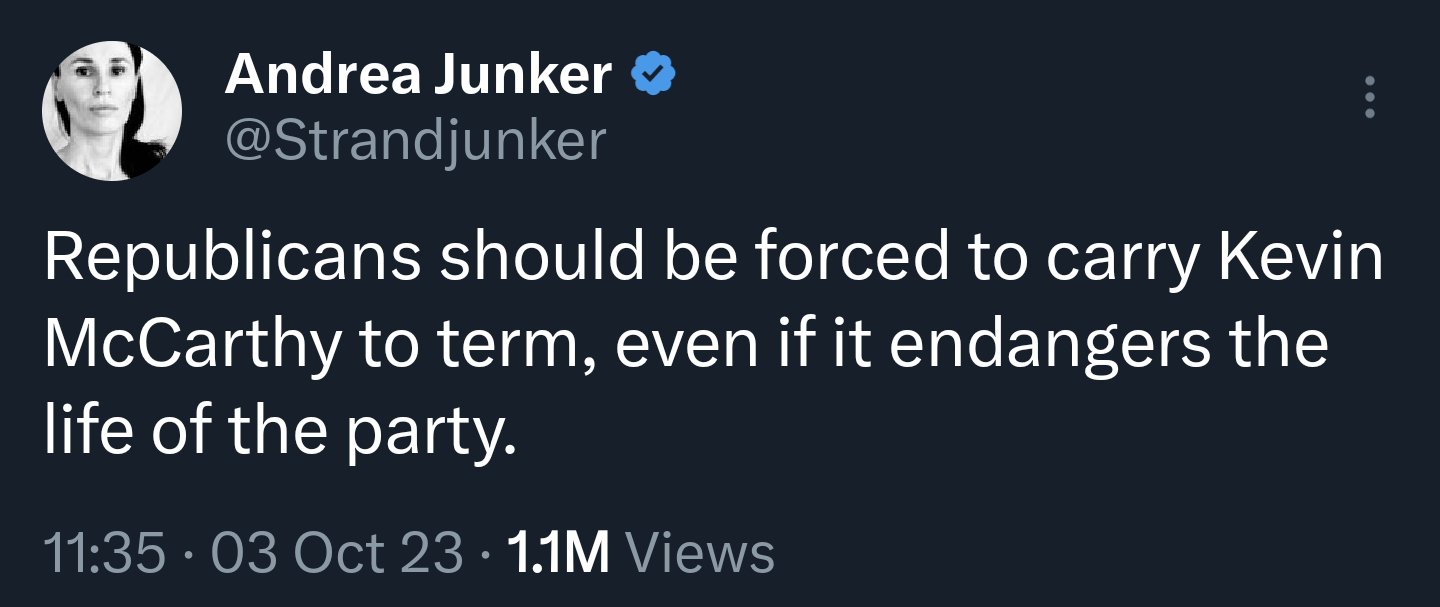 Andrea Junker
@Strandjunker
Republicans should be forced to carry Kevin
McCarthy to term, even if it endangers the
life of the party.
11:35 · 03 Oct 23 · 1.1M Views